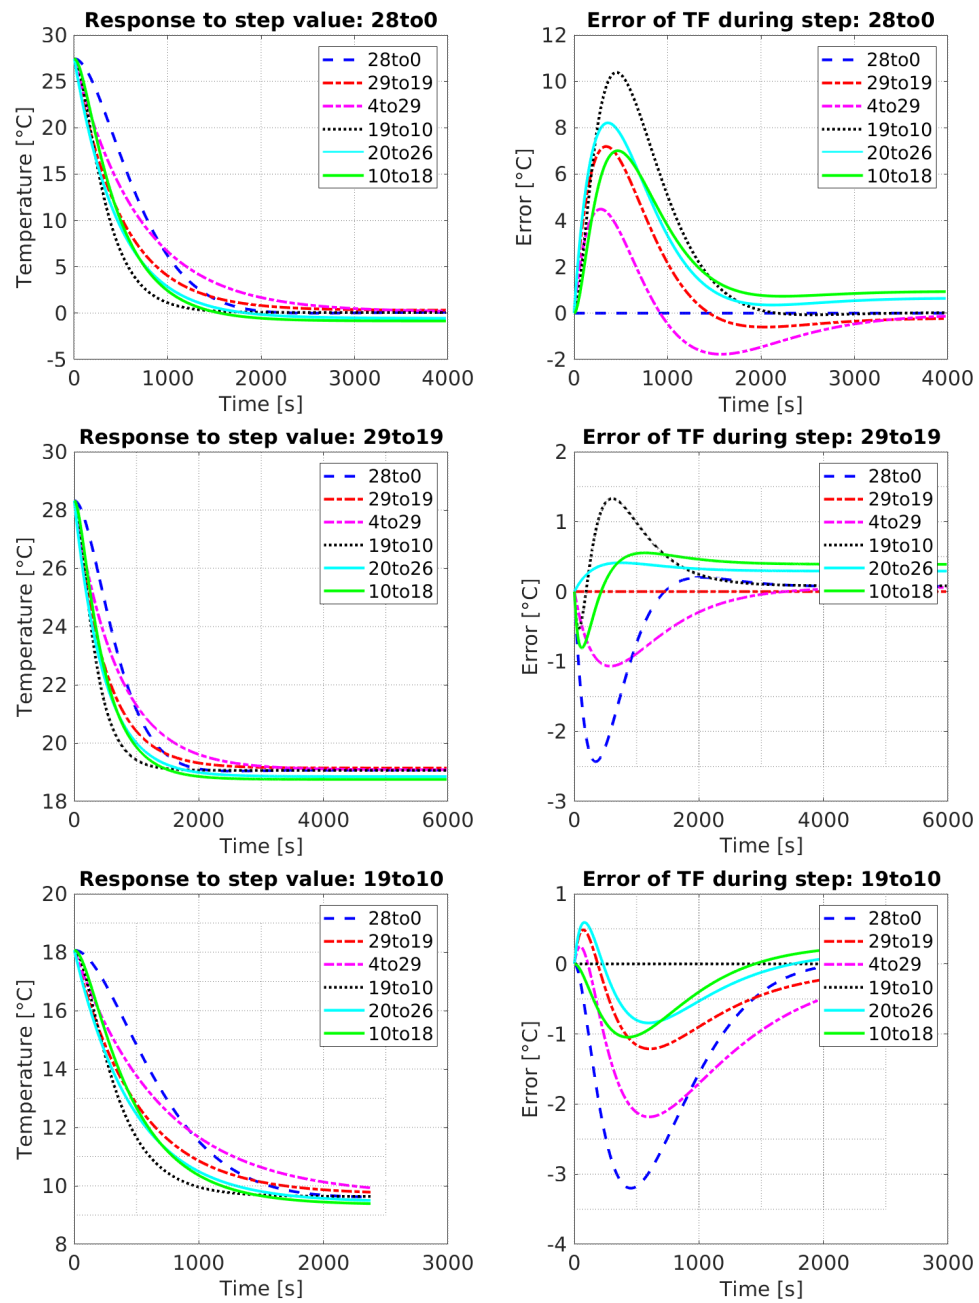 Response to step value: 28to0
Temperature [°C]
30
25
20
15
10
5
0
-5
0 1000 2000 3000 4000
Time [s]
28to0
29to19
4to29
19to10
20to26
10to18
Error of TF during step: 28to0
Error [°C]
12
10
8
6
4
2
0
-2
0 1000 2000 3000 4000
Time [s]
28to0
29to19
4to29
19to10
20to26
10to18
Response to step value: 29to19
Temperature [°C]
30
28
26
24
22
20
18
0 2000 4000 6000
Time [s]
28to0
29to19
4to29
19to10
20to26
10to18
Error of TF during step: 29to19
Error [°C]
2
1
0
-1
-2
-3
0 2000 4000 6000
Time [s]
28to0
29to19
4to29
19to10
20to26
10to18
Response to step value: 19to10
Temperature [°C]
20
18
16
14
12
10
8
0 1000 2000 3000
Time [s]
28to0
29to19
4to29
19to10
20to26
10to18
Error of TF during step: 19to10
Error [°C]
1
0
-1
-2
-3
-4
0 1000 2000 3000
Time [s]
28to0
29to19
4to29
19to10
20to26
10to18